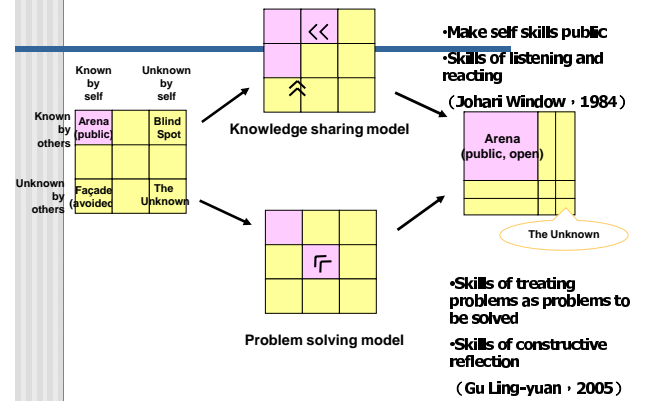 •Make self skills public
•Skills of listening and
reacting
（Johari Window，1984）
Known
by
self
Unknown
by
self
Known
by
others
Arena
(public)
Blind
Spot
Unknown
by
others
Façade
(avoided
The
Unknown
Knowledge sharing model
Arena
(public, open)
The Unknown
Problem solving model
•Skills of treating
problems as problems to
be solved
•Skills of constructive
reflection
（Gu Ling-yuan，2005）